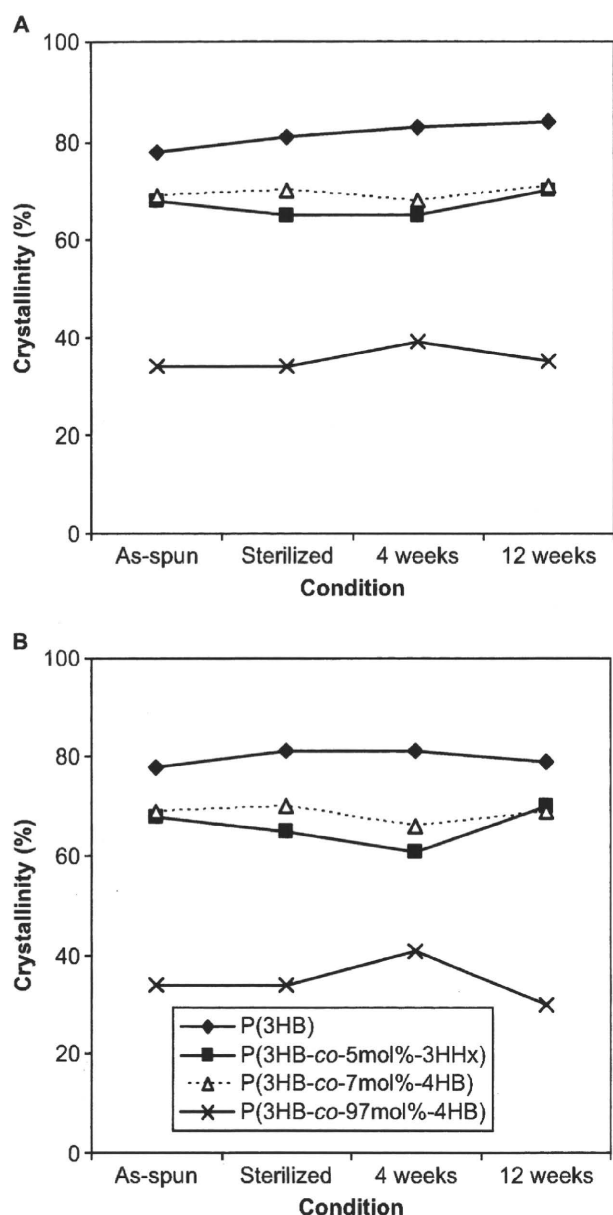 A
100
80
60
40
20
0
Crystallinity (%)
As-spun Sterilized 4 weeks 12 weeks
Condition
B
100
80
60
40
20
0
Crystallinity (%)
P(3HB)
P(3HB-co-5mol%-3HHx)
P(3HB-co-7mol%-4HB)
P(3HB-co-97mol%-4HB)
As-spun Sterilized 4 weeks 12 weeks
Condition